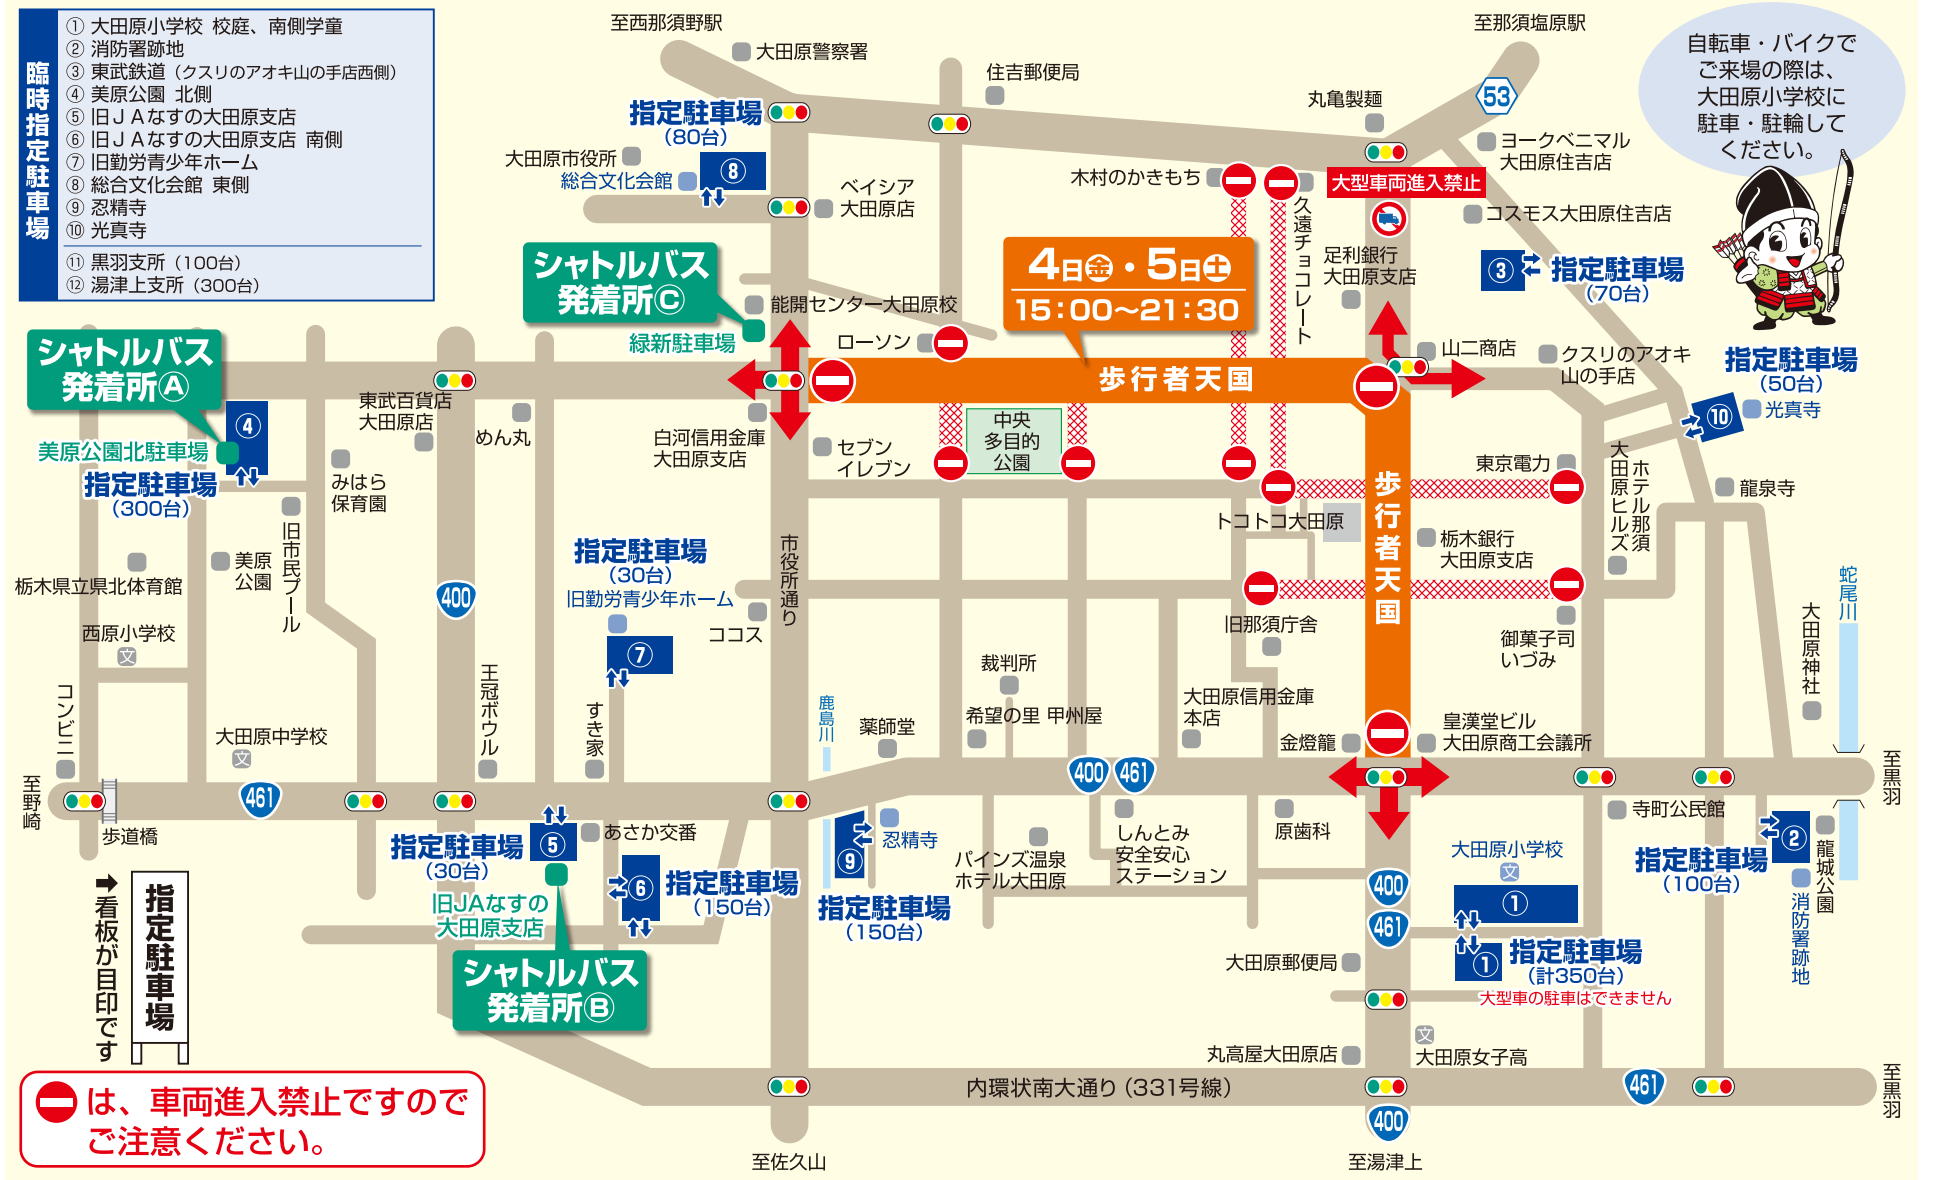 臨時指定駐車場
① 大田原小学校 校庭、南側学童
② 消防署跡地
③ 東武鉄道（クスリのアオキ山の手店西側）
④ 美原公園 北側
⑤ 旧ＪＡなすの大田原支店
⑥ 旧ＪＡなすの大田原支店 南側
⑦ 旧勤労青少年ホーム
⑧ 総合文化会館 東側
⑨ 忍精寺
⑩ 光真寺
⑪ 黒羽支所（100台）
⑫ 湯津上支所（300台）
至西那須野駅
大田原警察署
住吉郵便局
至那須塩原駅
53
丸亀製麺
ヨークベニマル
大田原住吉店
自転車・バイクで
ご来場の際は、
大田原小学校に
駐車・駐輪して
ください。
指定駐車場
（80台）
⑧
大田原市役所
総合文化会館
ベイシア
大田原店
木村のかきもち
久遠チョコレート
大型車両進入禁止
コスモス大田原住吉店
足利銀行
大田原支店
③
指定駐車場
（70台）
シャトルバス
発着所Ⓒ
緑新駐車場
能開センター大田原校
ローソン
4日㊎・5日㊏
15：00〜21：30
歩行者天国
山二商店
クスリのアオキ
山の手店
指定駐車場
（50台）
⑩
光真寺
シャトルバス
発着所Ⓐ
④
美原公園北駐車場
指定駐車場
（300台）
東武百貨店
大田原店
めん丸
みはら
保育園
白河信用金庫
大田原支店
セブン
イレブン
中央
多目的
公園
東京電力
大田原ヒルズ
ホテル那須
龍泉寺
旧市民プール
美原
公園
栃木県立県北体育館
西原小学校
文
400
指定駐車場
（30台）
旧勤労青少年ホーム
⑦
市役所通り
ココス
トコトコ大田原
歩行者天国
栃木銀行
大田原支店
旧那須庁舎
御菓子司
いづみ
蛇尾川
大田原神社
コンビニ
大田原中学校
文
王冠ボウル
すき家
鹿島川
薬師堂
裁判所
希望の里 甲州屋
大田原信用金庫
本店
金燈籠
皇漢堂ビル
大田原商工会議所
至黒羽
至野崎
歩道橋
461
400
461
寺町公民館
指定駐車場
（30台）
⑤
あさか交番
旧JAなすの
大田原支店
⑥
指定駐車場
（150台）
⑨
忍精寺
指定駐車場
（150台）
パインズ温泉
ホテル大田原
しんとみ
安全安心
ステーション
原歯科
400
461
大田原小学校
文
①
①
指定駐車場
（計350台）
大型車の駐車はできません
指定駐車場
（100台）
②
龍城公園
消防署跡地
シャトルバス
発着所Ⓑ
➡看板が目印です
指定駐車場
大田原郵便局
丸高屋大田原店
文
大田原女子高
内環状南大通り（331号線）
461
400
至黒羽
は、車両進入禁止ですので
ご注意ください。
至佐久山
至湯津上